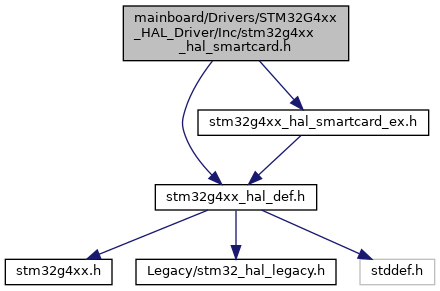 mainboard/Drivers/STM32G4xx
_HAL_Driver/Inc/stm32g4xx
_hal_smartcard.h
stm32g4xx_hal_smartcard_ex.h
stm32g4xx_hal_def.h
stm32g4xx.h
Legacy/stm32_hal_legacy.h
stddef.h